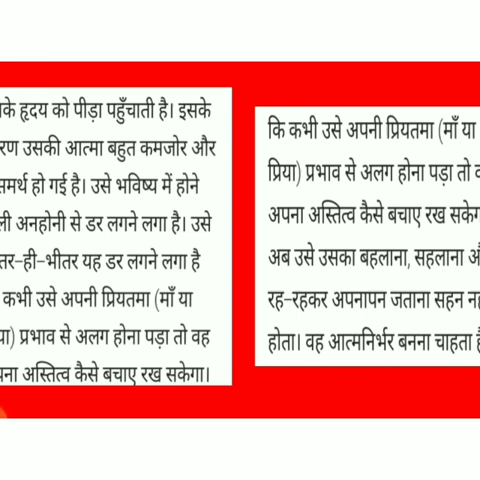 के हृदय को पीड़ा पहुँचाती है। इसके
रण उसकी आत्मा बहुत कमजोर और
समर्थ हो गई है। उसे भविष्य में होने
ली अनहोनी से डर लगने लगा है। उसे
तर–ही–भीतर यह डर लगने लगा है
कभी उसे अपनी प्रियतमा (माँ या
या) प्रभाव से अलग होना पड़ा तो वह
ना अस्तित्व कैसे बचाए रख सकेगा।
कि कभी उसे अपनी प्रियतमा (माँ या
प्रिया) प्रभाव से अलग होना पड़ा तो
अपना अस्तित्व कैसे बचाए रख सकेग
अब उसे उसका बहलाना, सहलाना
रह–रहकर अपनापन जताना सहन
होता। वह आत्मनिर्भर बनना चाहता